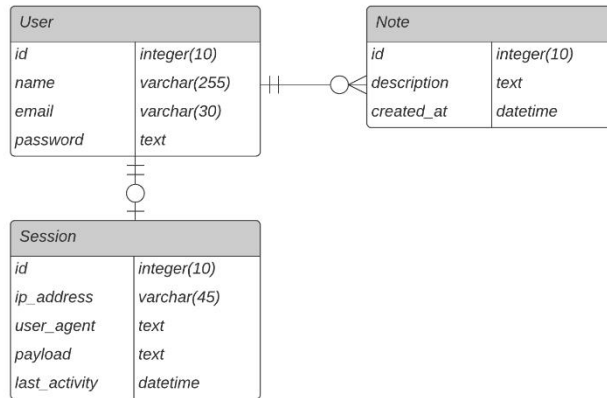 User
id integer(10)
name varchar(255)
email varchar(30)
password text
Note
id integer(10)
description text
created_at datetime
Session
id integer(10)
ip_address varchar(45)
user_agent text
payload text
last_activity datetime